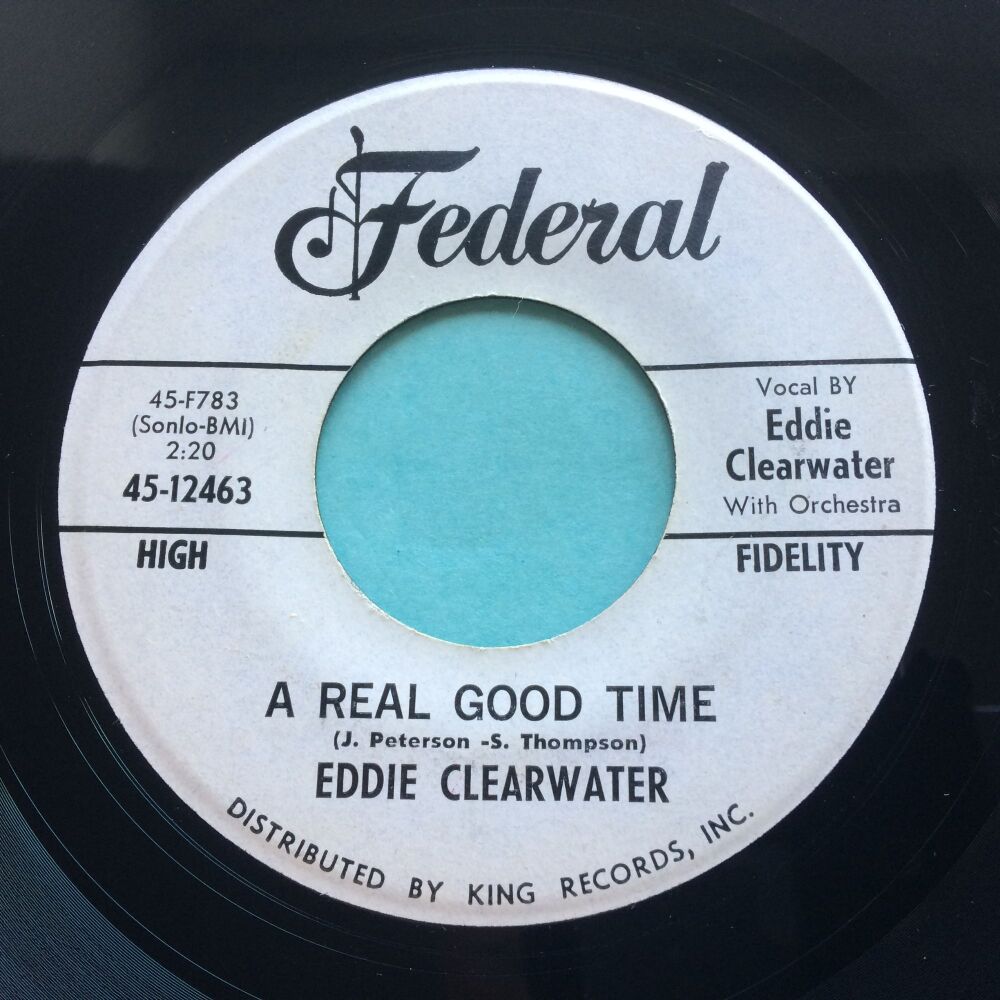 Federal
45-F783
(Sonlo-BMI)
2:20
45-12463
Vocal BY
Eddie
Clearwater
With Orchestra
HIGH
FIDELITY
A REAL GOOD TIME
(J. Peterson -S. Thompson)
EDDIE CLEARWATER
DISTRIBUTED BY KING RECORDS, INC.